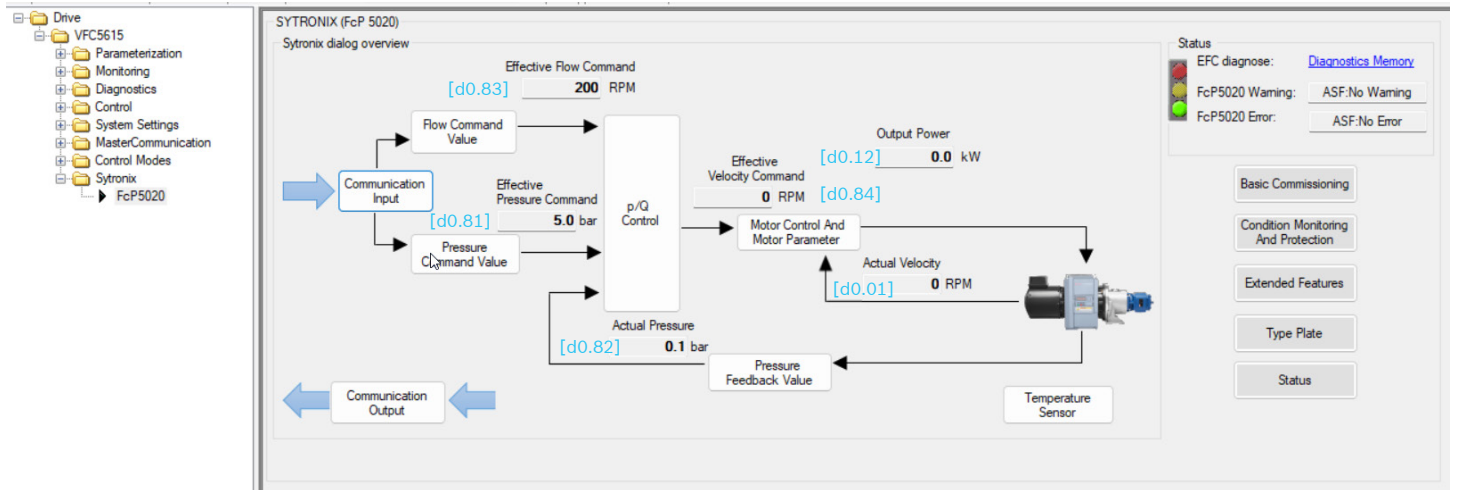 Drive
VFC5615
Parameterization
Monitoring
Diagnostics
Control
System Settings
MasterCommunication
Control Modes
Sytronix
FcP5020
SYTRONIX (FcP 5020)
Sytronix dialog overview
Effective Flow Command
[d0.83] 200 RPM
Flow Command
Value
Communication
Input
Effective
Pressure Command
[d0.81] 5.0 bar
Pressure
Command Value
p/Q
Control
Output Power
[d0.12] 0.0 kW
Effective
Velocity Command
0 RPM [d0.84]
Motor Control And
Motor Parameter
Actual Velocity
[d0.01] 0 RPM
Actual Pressure
[d0.82] 0.1 bar
Pressure
Feedback Value
Communication
Output
Temperature
Sensor
Status
EFC diagnose: Diagnostics Memory
FcP5020 Warning: ASF:No Warning
FcP5020 Error: ASF:No Error
Basic Commissioning
Condition Monitoring
And Protection
Extended Features
Type Plate
Status